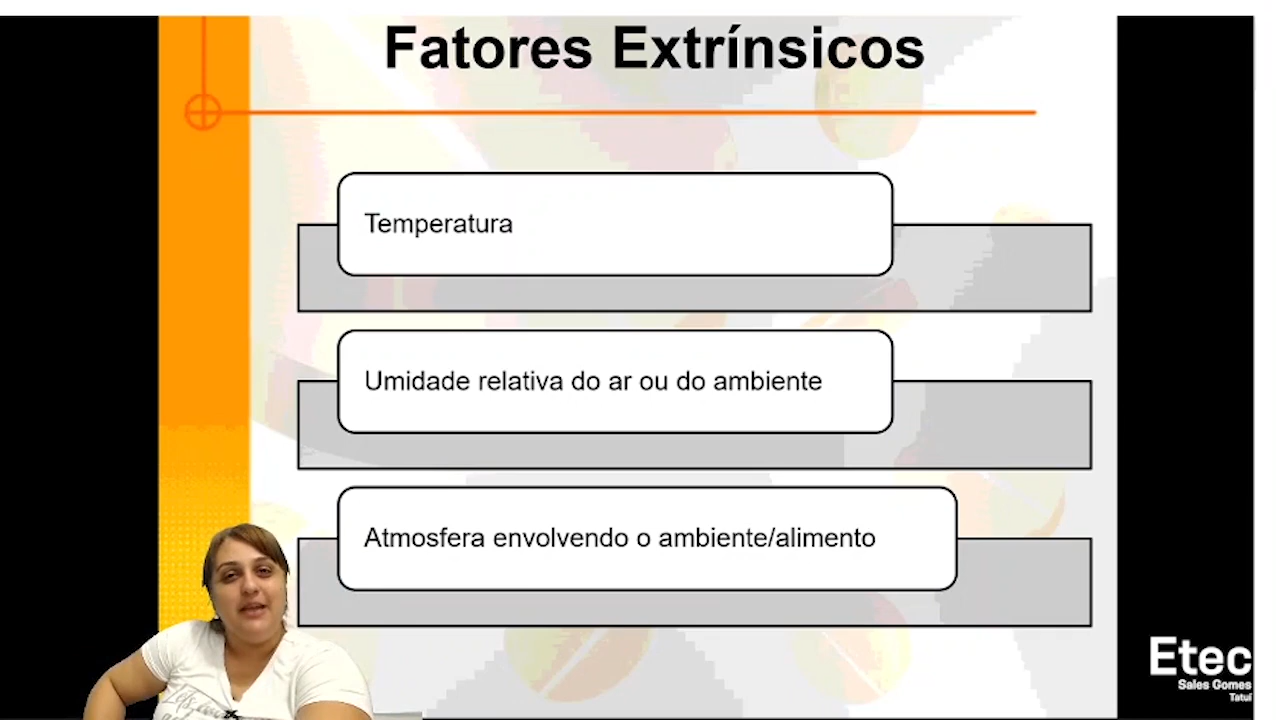 Fatores Extrínsicos
Temperatura
Umidade relativa do ar ou do ambiente
Atmosfera envolvendo o ambiente/alimento
Etec
Sales Gomes
Tatuí